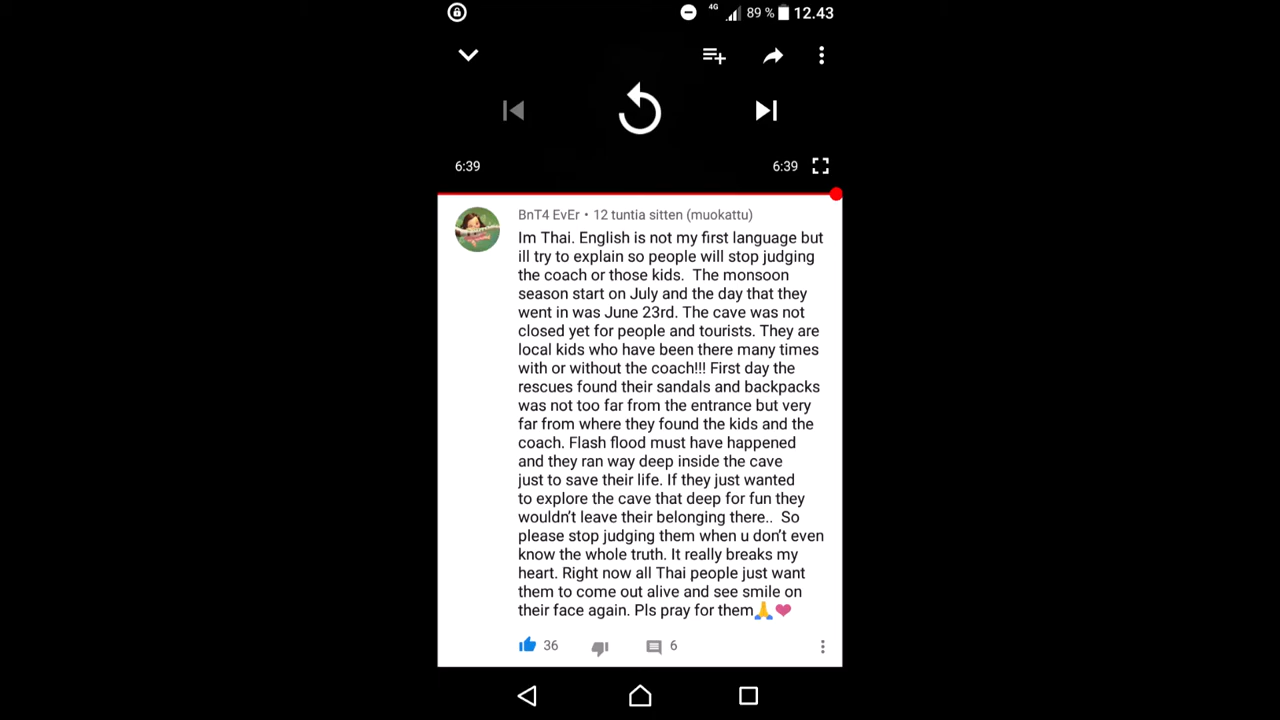 4G 89 % 12.43
6:39 6:39
BnT4 EvEr • 12 tuntia sitten (muokattu)
Im Thai. English is not my first language but
ill try to explain so people will stop judging
the coach or those kids.  The monsoon
season start on July and the day that they
went in was June 23rd. The cave was not
closed yet for people and tourists. They are
local kids who have been there many times
with or without the coach!!! First day the
rescues found their sandals and backpacks
was not too far from the entrance but very
far from where they found the kids and the
coach. Flash flood must have happened
and they ran way deep inside the cave
just to save their life. If they just wanted
to explore the cave that deep for fun they
wouldn't leave their belonging there..  So
please stop judging them when u don't even
know the whole truth. It really breaks my
heart. Right now all Thai people just want
them to come out alive and see smile on
their face again. Pls pray for them🙏❤
36 6